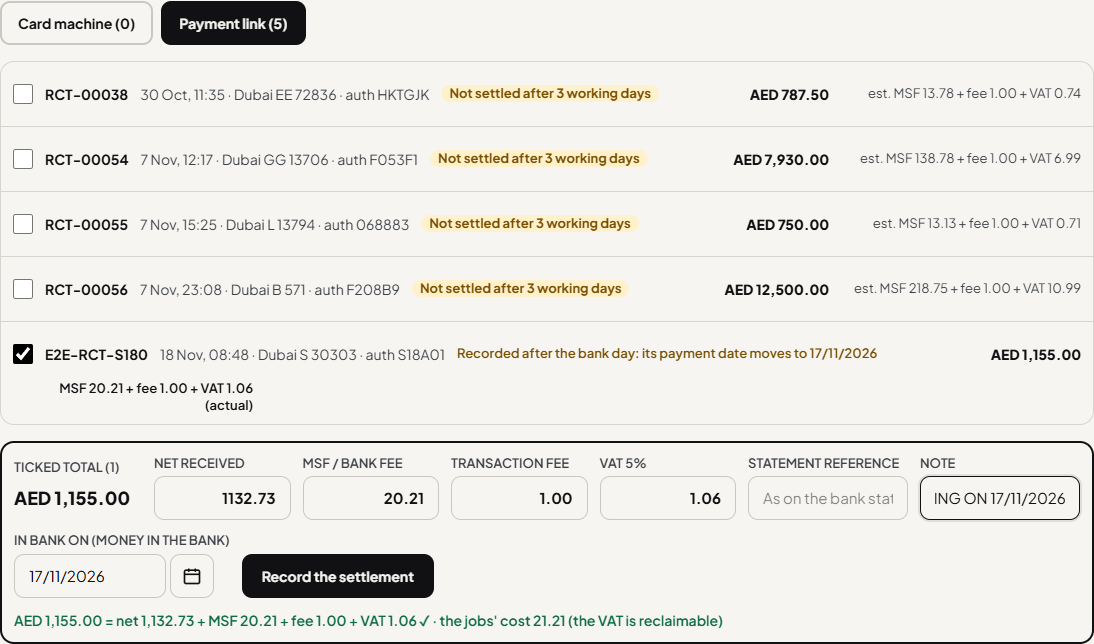 Card machine (0) Payment link (5)
RCT-00038 30 Oct, 11:35 · Dubai EE 72836 · auth HKTGJK Not settled after 3 working days AED 787.50 est. MSF 13.78 + fee 1.00 + VAT 0.74
RCT-00054 7 Nov, 12:17 · Dubai GG 13706 · auth F053F1 Not settled after 3 working days AED 7,930.00 est. MSF 138.78 + fee 1.00 + VAT 6.99
RCT-00055 7 Nov, 15:25 · Dubai L 13794 · auth 068883 Not settled after 3 working days AED 750.00 est. MSF 13.13 + fee 1.00 + VAT 0.71
RCT-00056 7 Nov, 23:08 · Dubai B 571 · auth F208B9 Not settled after 3 working days AED 12,500.00 est. MSF 218.75 + fee 1.00 + VAT 10.99
E2E-RCT-S180 18 Nov, 08:48 · Dubai S 30303 · auth S18A01 Recorded after the bank day: its payment date moves to 17/11/2026 AED 1,155.00
MSF 20.21 + fee 1.00 + VAT 1.06
(actual)
TICKED TOTAL (1) NET RECEIVED MSF / BANK FEE TRANSACTION FEE VAT 5% STATEMENT REFERENCE NOTE
AED 1,155.00 1132.73 20.21 1.00 1.06 As on the bank stat ING ON 17/11/2026
IN BANK ON (MONEY IN THE BANK)
17/11/2026 Record the settlement
AED 1,155.00 = net 1,132.73 + MSF 20.21 + fee 1.00 + VAT 1.06 ✓ · the jobs' cost 21.21 (the VAT is reclaimable)